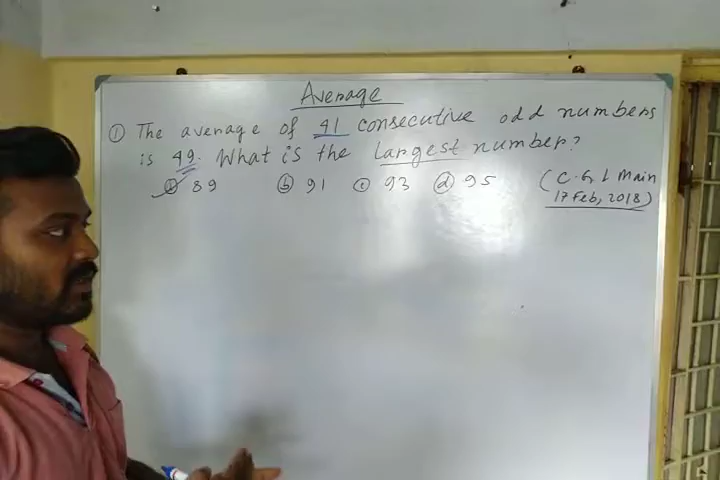 Average
① The average of 41 consecutive odd numbers
is 49. What is the largest number?
ⓐ 89 ⓑ 91 ⓒ 93 ⓓ 95 (C.G.L Main
17 Feb, 2018)